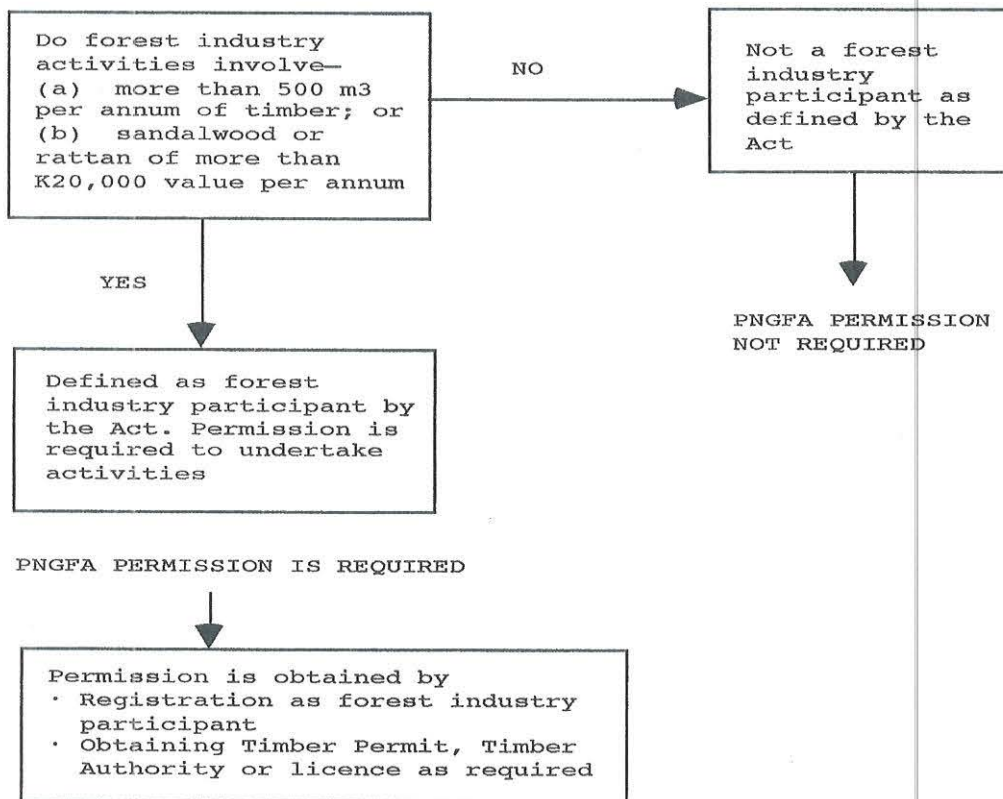 Do forest industry
activities involve—
(a) more than 500 m3
per annum of timber; or
(b) sandalwood or
rattan of more than
K20,000 value per annum
NO
Not a forest
industry
participant as
defined by the
Act
YES
PNGFA PERMISSION
NOT REQUIRED
Defined as forest
industry participant by
the Act. Permission is
required to undertake
activities
PNGFA PERMISSION IS REQUIRED
Permission is obtained by
· Registration as forest industry
participant
· Obtaining Timber Permit, Timber
Authority or licence as required